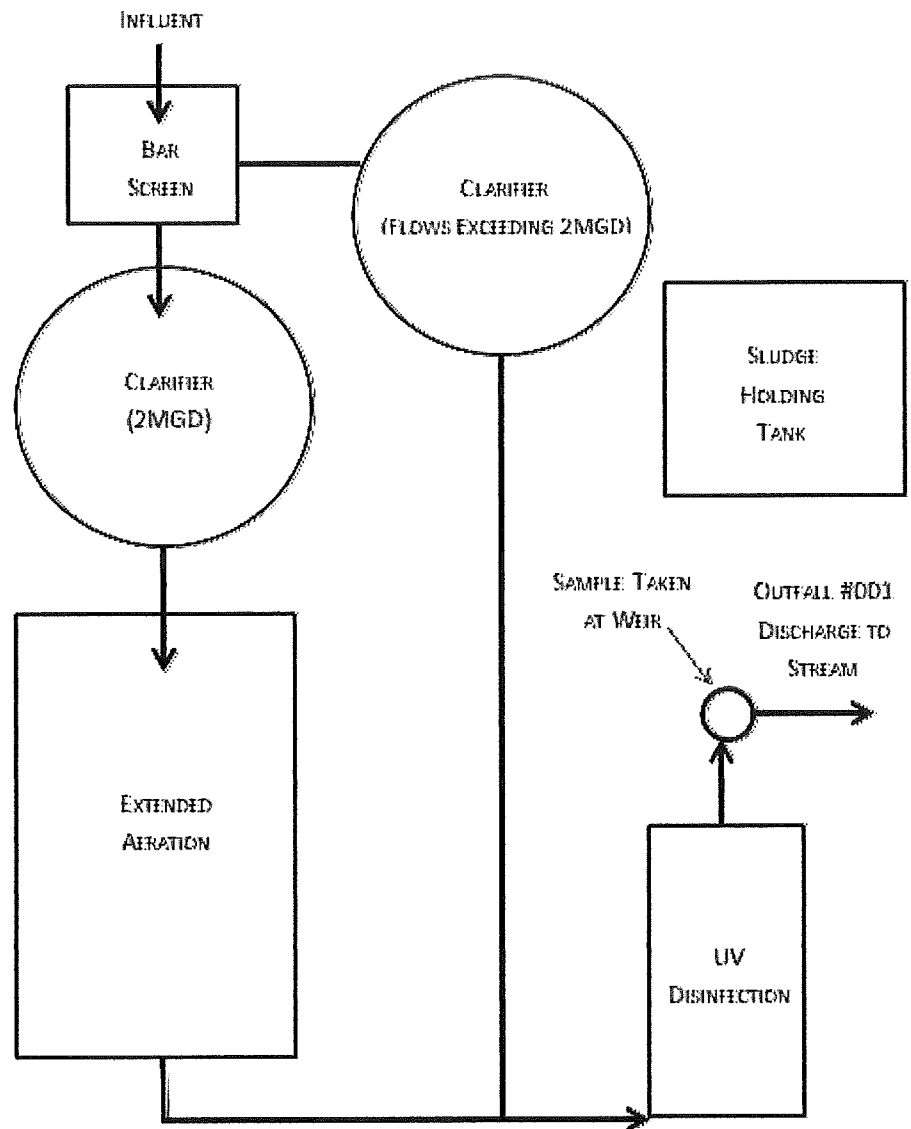 INFLUENT
BAR
SCREEN
CLARIFIER
(FLOWS EXCEEDING 2MGD)
CLARIFIER
(2MGD)
SLUDGE
HOLDING
TANK
SAMPLE TAKEN
AT WEIR
OUTFALL #001
DISCHARGE TO
STREAM
EXTENDED
AERATION
UV
DISINFECTION